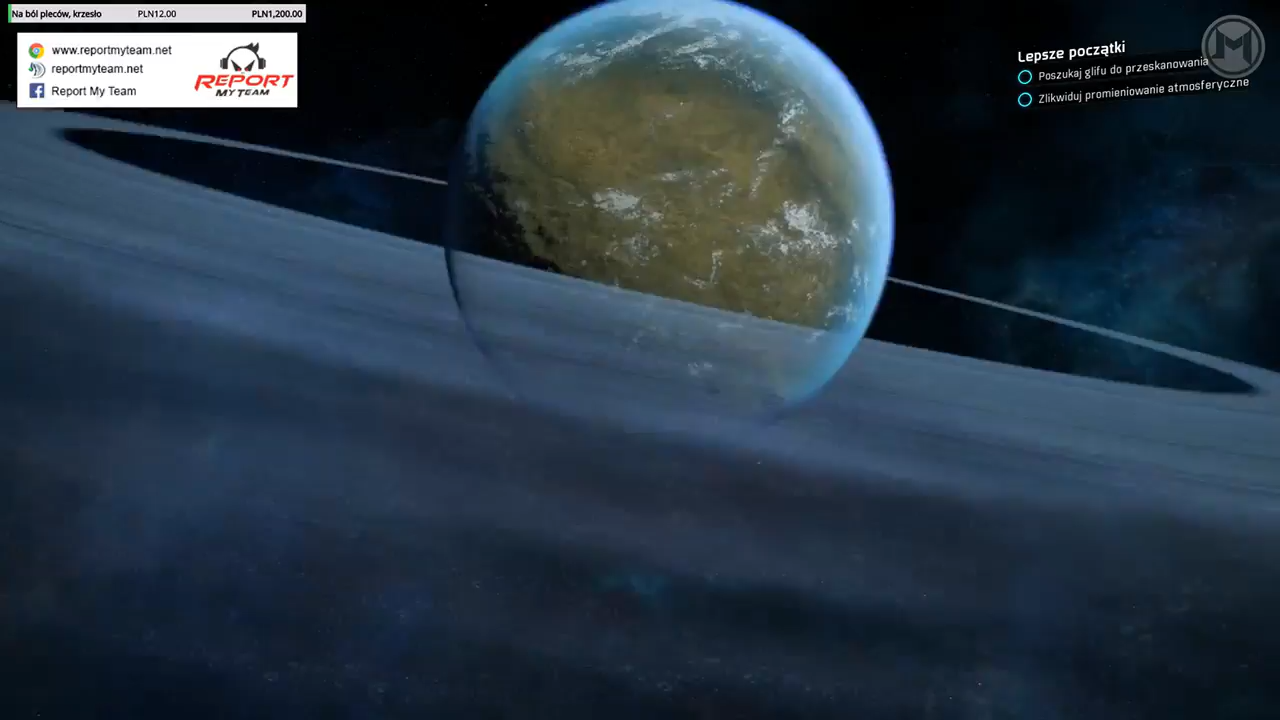 Na ból pleców, krzesło PLN12.00 PLN1,200.00
www.reportmyteam.net
reportmyteam.net
Report My Team
REPORT
MY TEAM
Lepsze początki
Poszukaj glifu do przeskanowania
Zlikwiduj promieniowanie atmosferyczne